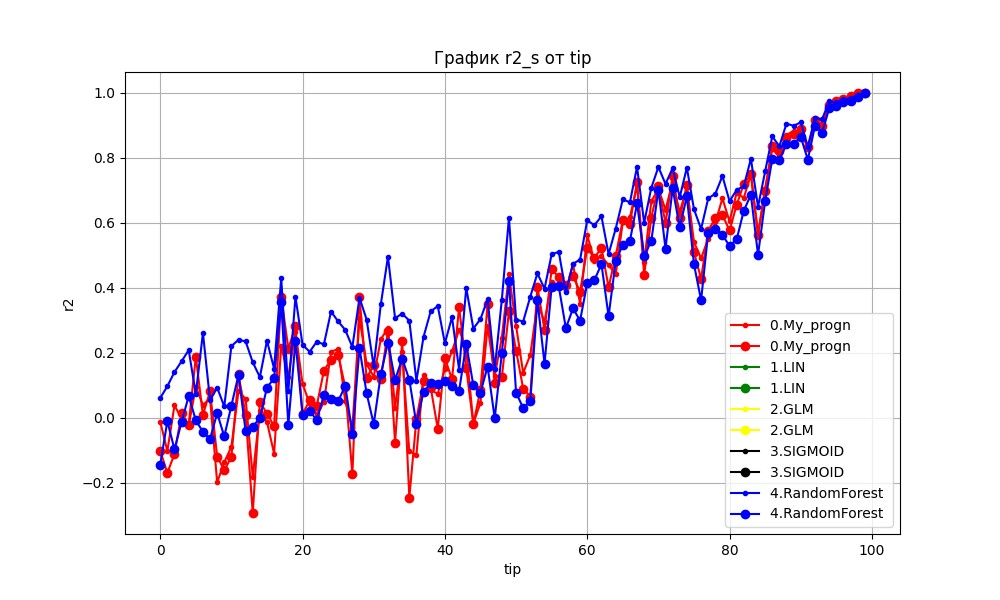 График r2_s от tip
1.0
0.8
0.6
0.4
0.2
0.0
−0.2
r2
0
20
40
60
80
100
tip
0.My_progn
0.My_progn
1.LIN
1.LIN
2.GLM
2.GLM
3.SIGMOID
3.SIGMOID
4.RandomForest
4.RandomForest